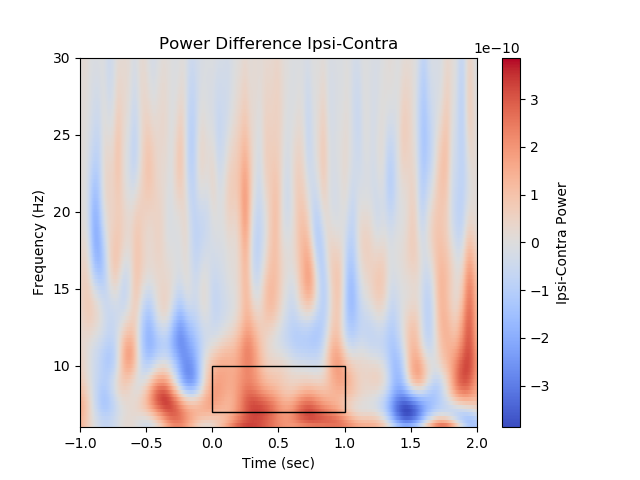 Power Difference Ipsi-Contra
1e−10
30
25
20
15
10
Frequency (Hz)
−1.0 −0.5 0.0 0.5 1.0 1.5 2.0
Time (sec)
3
2
1
0
−1
−2
−3
Ipsi-Contra Power